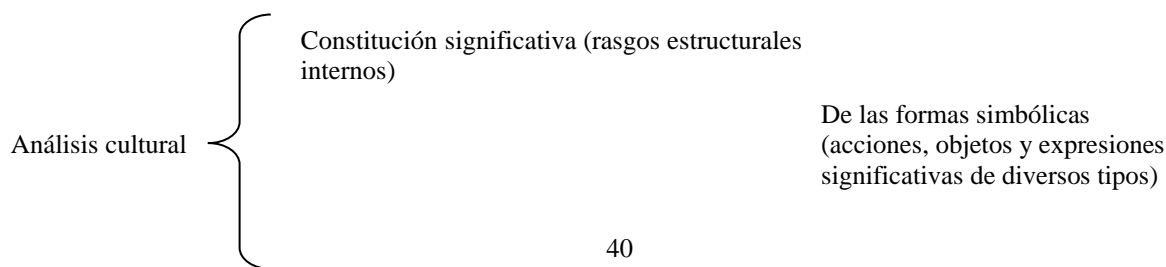 Constitución significativa (rasgos estructurales
internos)
De las formas simbólicas
Análisis cultural
(acciones, objetos y expresiones
significativas de diversos tipos)
40